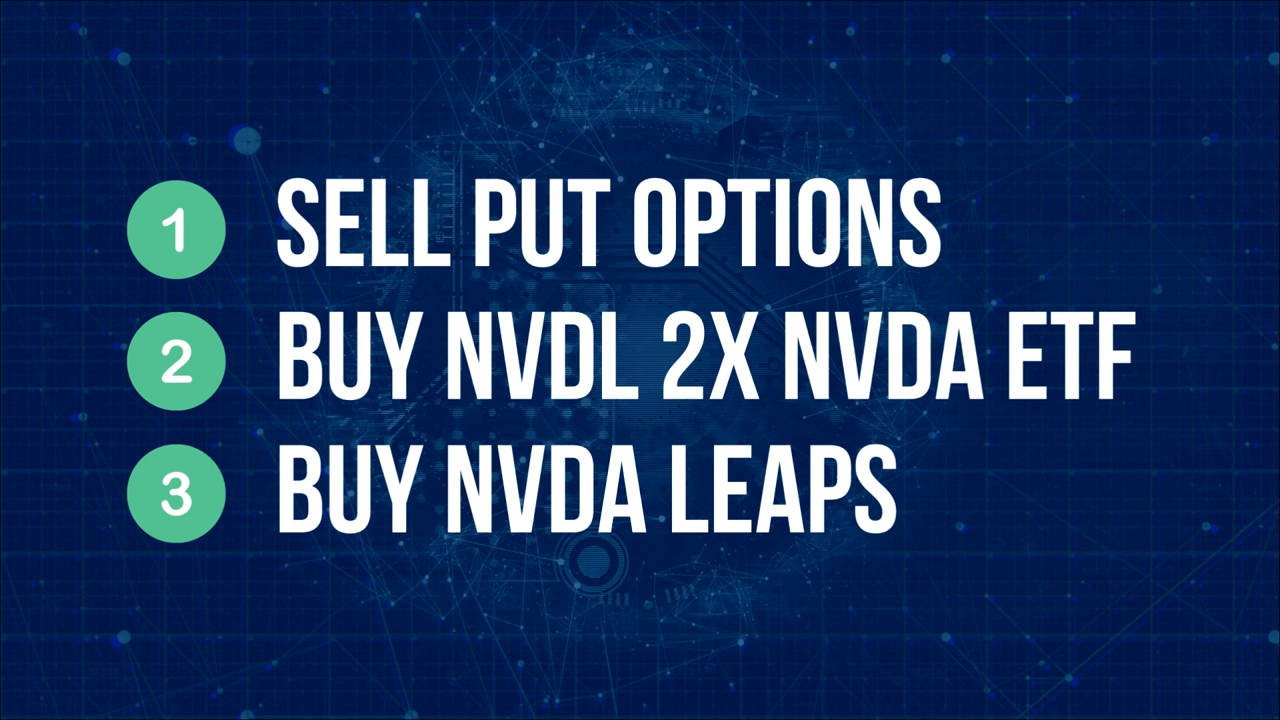 1 SELL PUT OPTIONS
2 BUY NVDL 2X NVDA ETF
3 BUY NVDA LEAPS